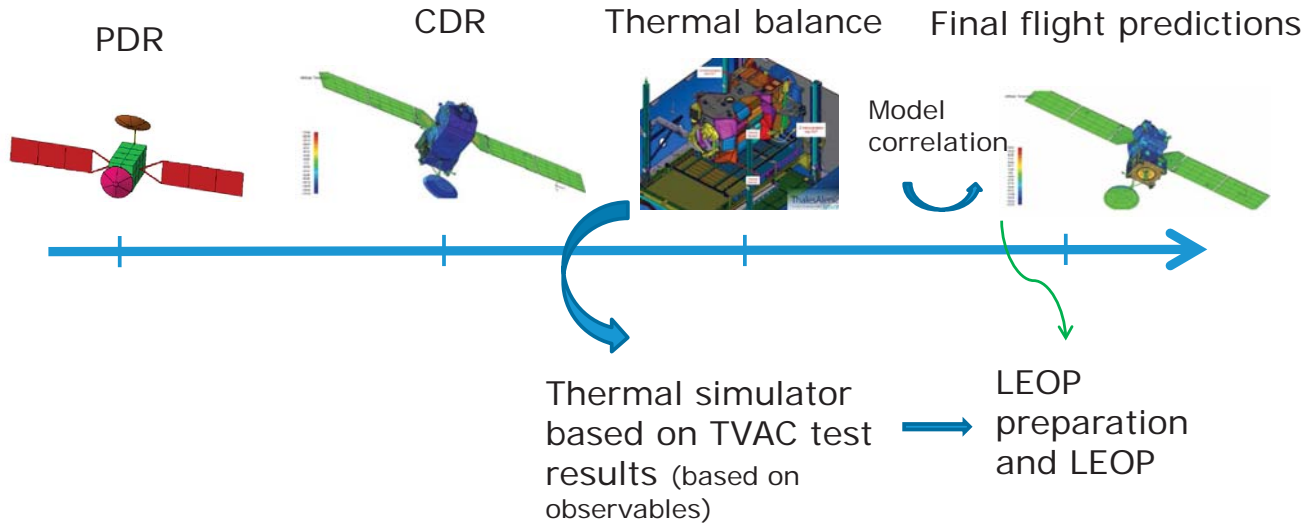 PDR
CDR
Thermal balance
Final flight predictions
Model
correlation
Thermal simulator
based on TVAC test
results (based on
observables)
LEOP
preparation
and LEOP